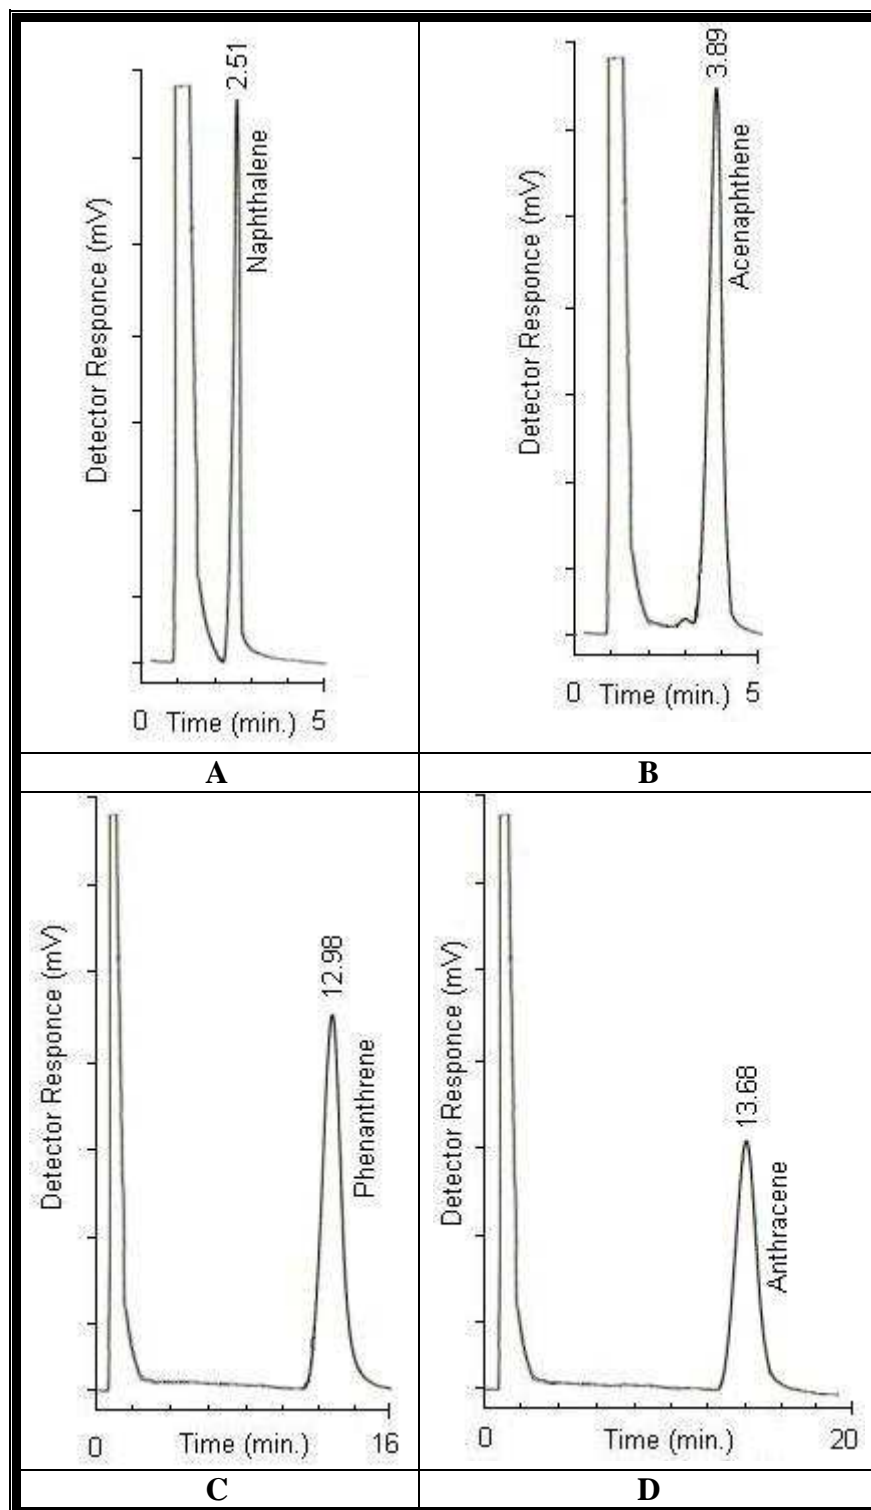 2.51
Naphthalene
Detector Responce (mV)
0 Time (min.) 5
A
3.89
Acenaphthene
Detector Responce (mV)
0 Time (min.) 5
B
12.98
Phenanthrene
Detector Responce (mV)
0 Time (min.) 16
C
13.68
Anthracene
Detector Responce (mV)
0 Time (min.) 20
D